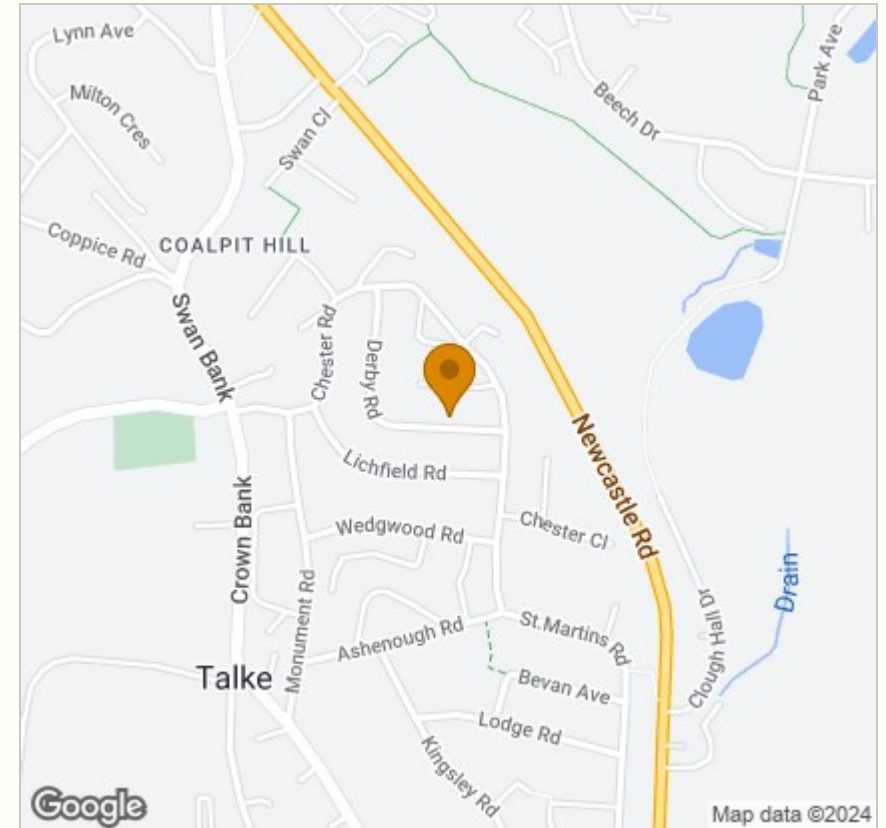 Lynn Ave
Park Ave
Milton Cres
Beech Dr
Swan Cl
Coppice Rd
COALPIT HILL
Swan Bank
Chester Rd
Derby Rd
Newcastle Rd
Lichfield Rd
Crown Bank
Wedgwood Rd
Chester Cl
Drain
Monument Rd
Clough Hall Dr
Ashenough Rd
St.Martins Rd
Talke
Bevan Ave
Lodge Rd
Kingsley Rd
Google
Map data ©2024